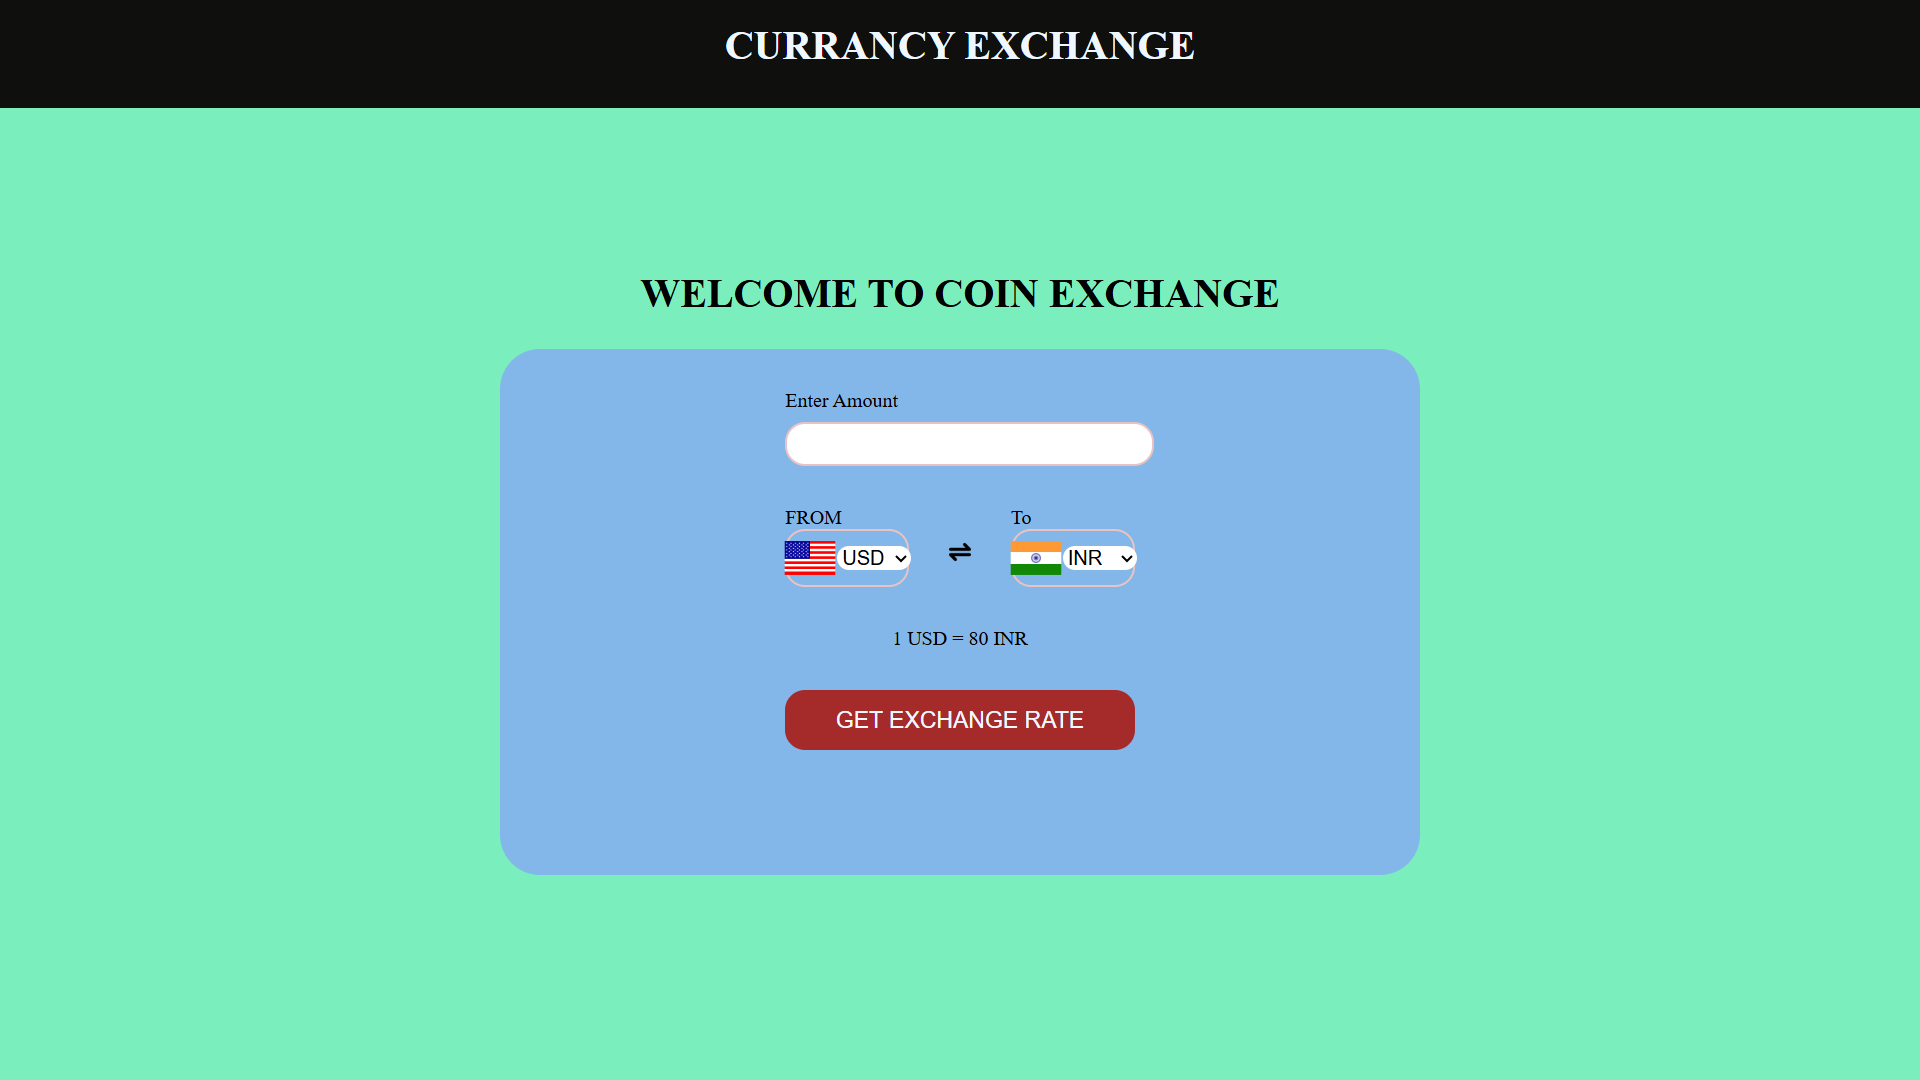 CURRANCY EXCHANGE
WELCOME TO COIN EXCHANGE
Enter Amount
FROM
To
USD
INR
1 USD = 80 INR
GET EXCHANGE RATE